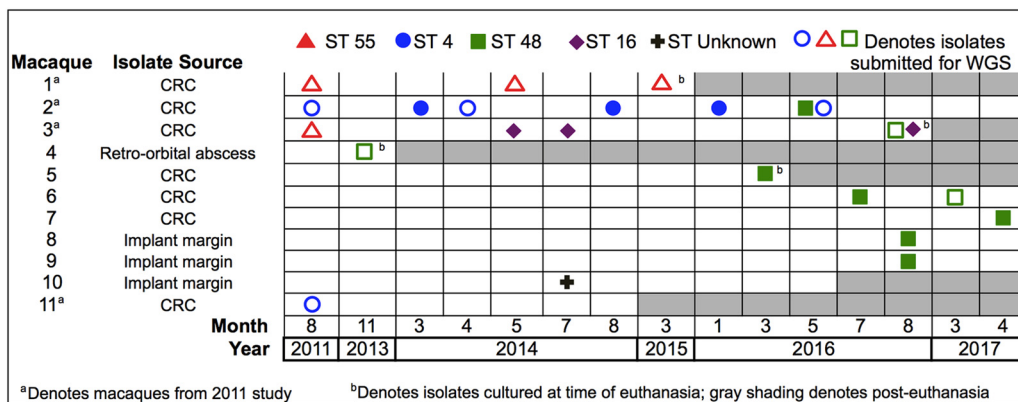 ST 55 ST 4 ST 48 ST 16 ST Unknown Denotes isolates
submitted for WGS
Macaque Isolate Source
1a CRC b
2a CRC
3a CRC b
4 Retro-orbital abscess b
5 CRC b
6 CRC
7 CRC
8 Implant margin
9 Implant margin
10 Implant margin
11a CRC
Month 8 11 3 4 5 7 8 3 1 3 5 7 8 3 4
Year 2011 2013 2014 2015 2016 2017
aDenotes macaques from 2011 study bDenotes isolates cultured at time of euthanasia; gray shading denotes post-euthanasia